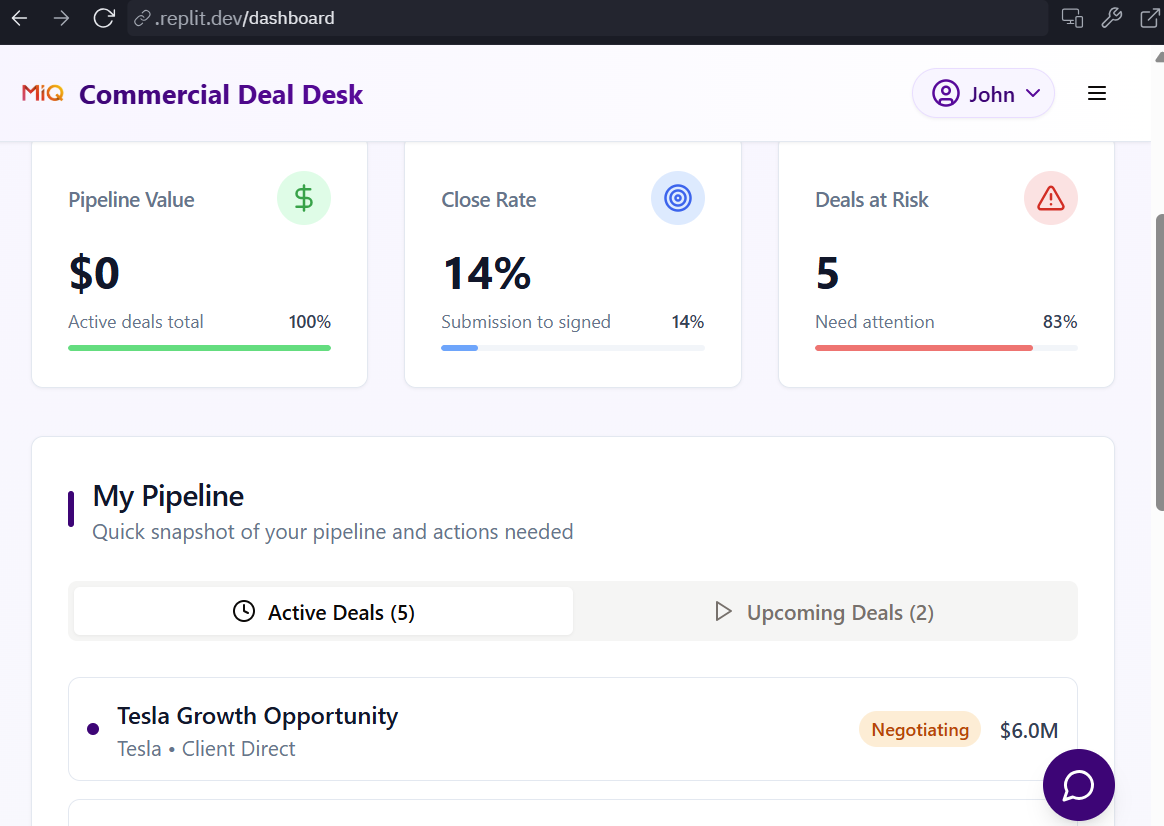 .replit.dev/dashboard
MiQ Commercial Deal Desk
John
Pipeline Value
$0
Active deals total 100%
Close Rate
14%
Submission to signed 14%
Deals at Risk
5
Need attention 83%
My Pipeline
Quick snapshot of your pipeline and actions needed
Active Deals (5)
Upcoming Deals (2)
Tesla Growth Opportunity
Tesla • Client Direct
Negotiating $6.0M